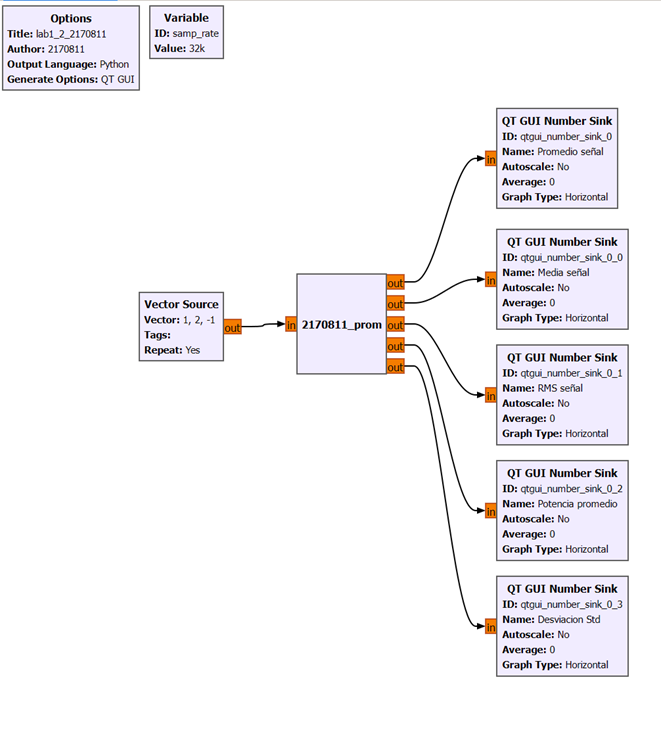 Options
Title: lab1_2_2170811
Author: 2170811
Output Language: Python
Generate Options: QT GUI
Variable
ID: samp_rate
Value: 32k
QT GUI Number Sink
ID: qtgui_number_sink_0
Name: Promedio señal
Autoscale: No
Average: 0
Graph Type: Horizontal
in
QT GUI Number Sink
ID: qtgui_number_sink_0_0
Name: Media señal
Autoscale: No
Average: 0
Graph Type: Horizontal
in
Vector Source
Vector: 1, 2, -1
Tags:
Repeat: Yes
out
in
2170811_prom
out
out
out
out
out
QT GUI Number Sink
ID: qtgui_number_sink_0_1
Name: RMS señal
Autoscale: No
Average: 0
Graph Type: Horizontal
in
QT GUI Number Sink
ID: qtgui_number_sink_0_2
Name: Potencia promedio
Autoscale: No
Average: 0
Graph Type: Horizontal
in
QT GUI Number Sink
ID: qtgui_number_sink_0_3
Name: Desviacion Std
Autoscale: No
Average: 0
Graph Type: Horizontal
in